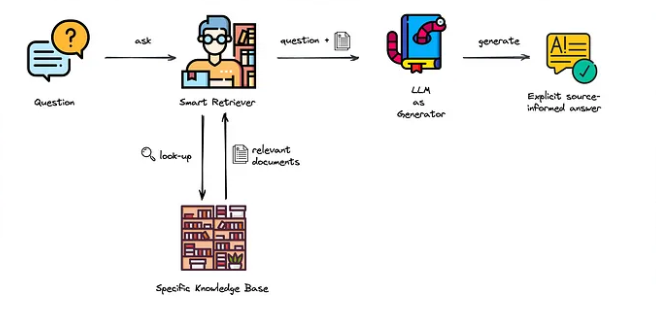 ask
question +
generate
?
A!
Question
Smart Retriever
LLM
as
Generator
Explicit source-
informed answer
look-up
relevant
documents
Specific Knowledge Base